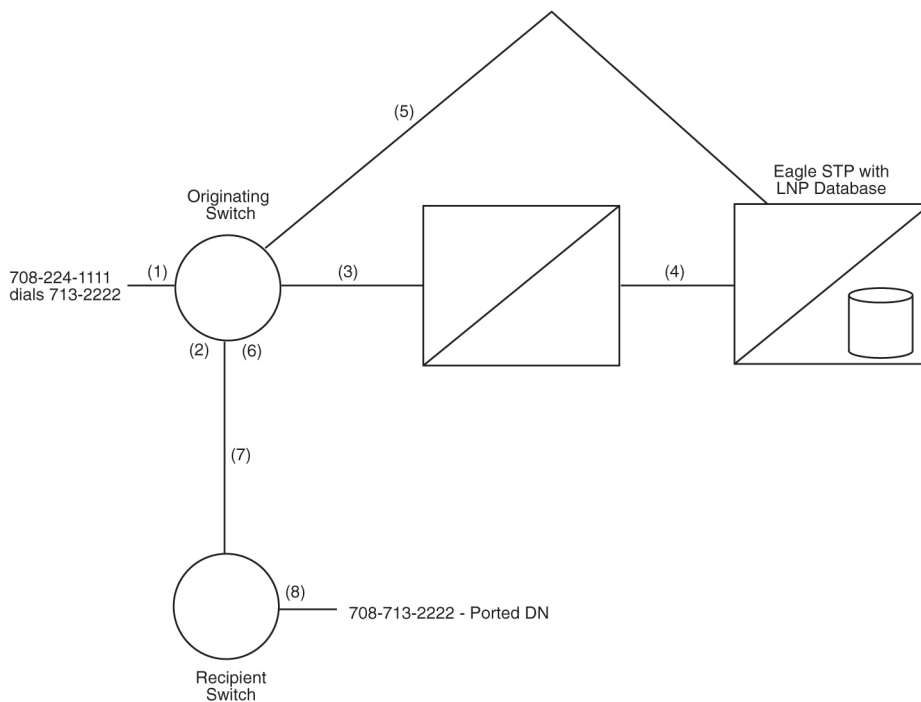 (5)
Eagle STP with
LNP Database
Originating
Switch
708-224-1111
dials 713-2222
(1)
(3)
(4)
(2)
(6)
(7)
(8)
708-713-2222 - Ported DN
Recipient
Switch